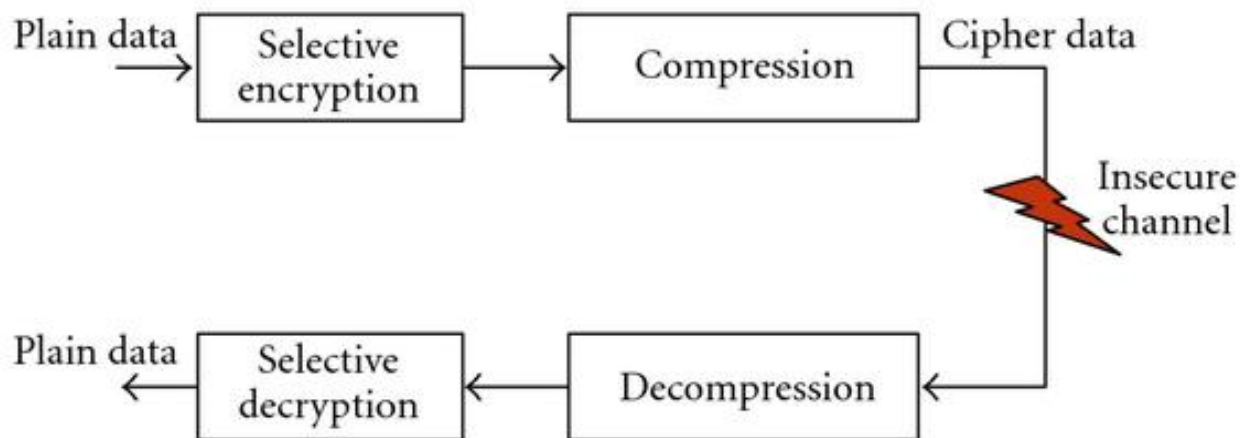 Plain data
Selective
encryption
Compression
Cipher data
Insecure
channel
Plain data
Selective
decryption
Decompression